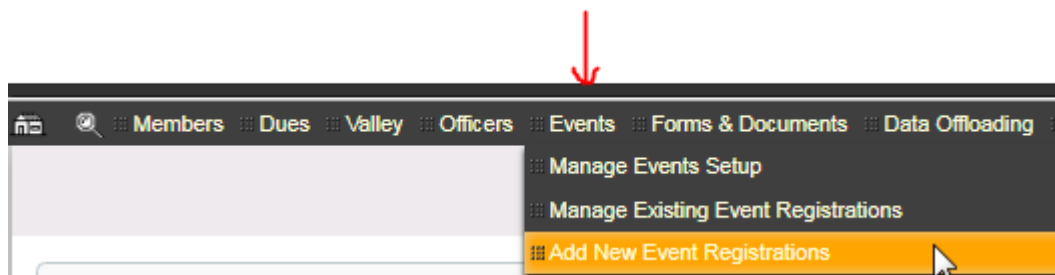 Members Dues Valley Officers Events Forms & Documents Data Offloading
Manage Events Setup
Manage Existing Event Registrations
Add New Event Registrations